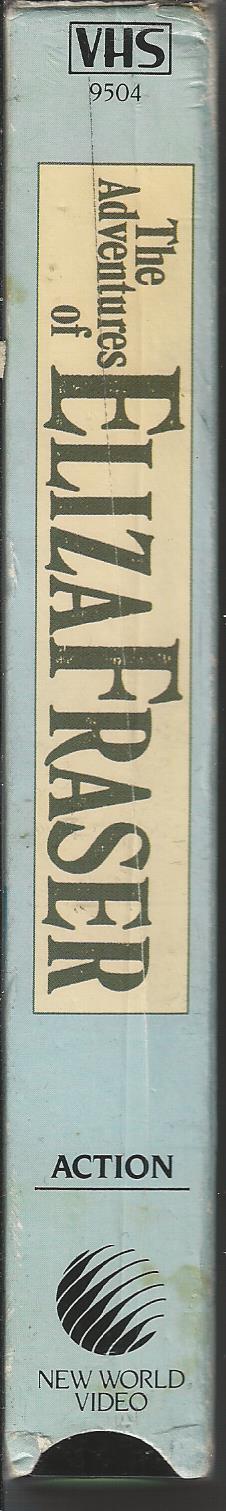 VHS
9504
The
Adventures
of
ELIZA FRASER
ACTION
NEW WORLD
VIDEO